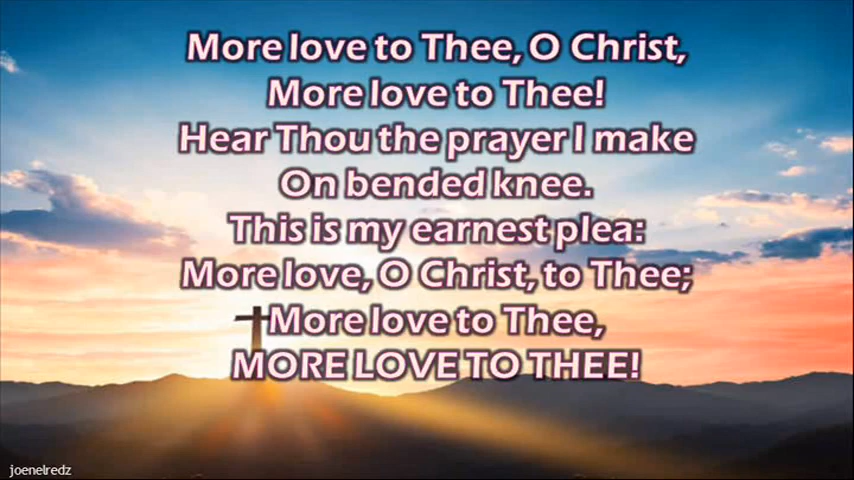 More love to Thee, O Christ,
More love to Thee!
Hear Thou the prayer I make
On bended knee.
This is my earnest plea:
More love, O Christ, to Thee;
More love to Thee,
MORE LOVE TO THEE!
joenelredz